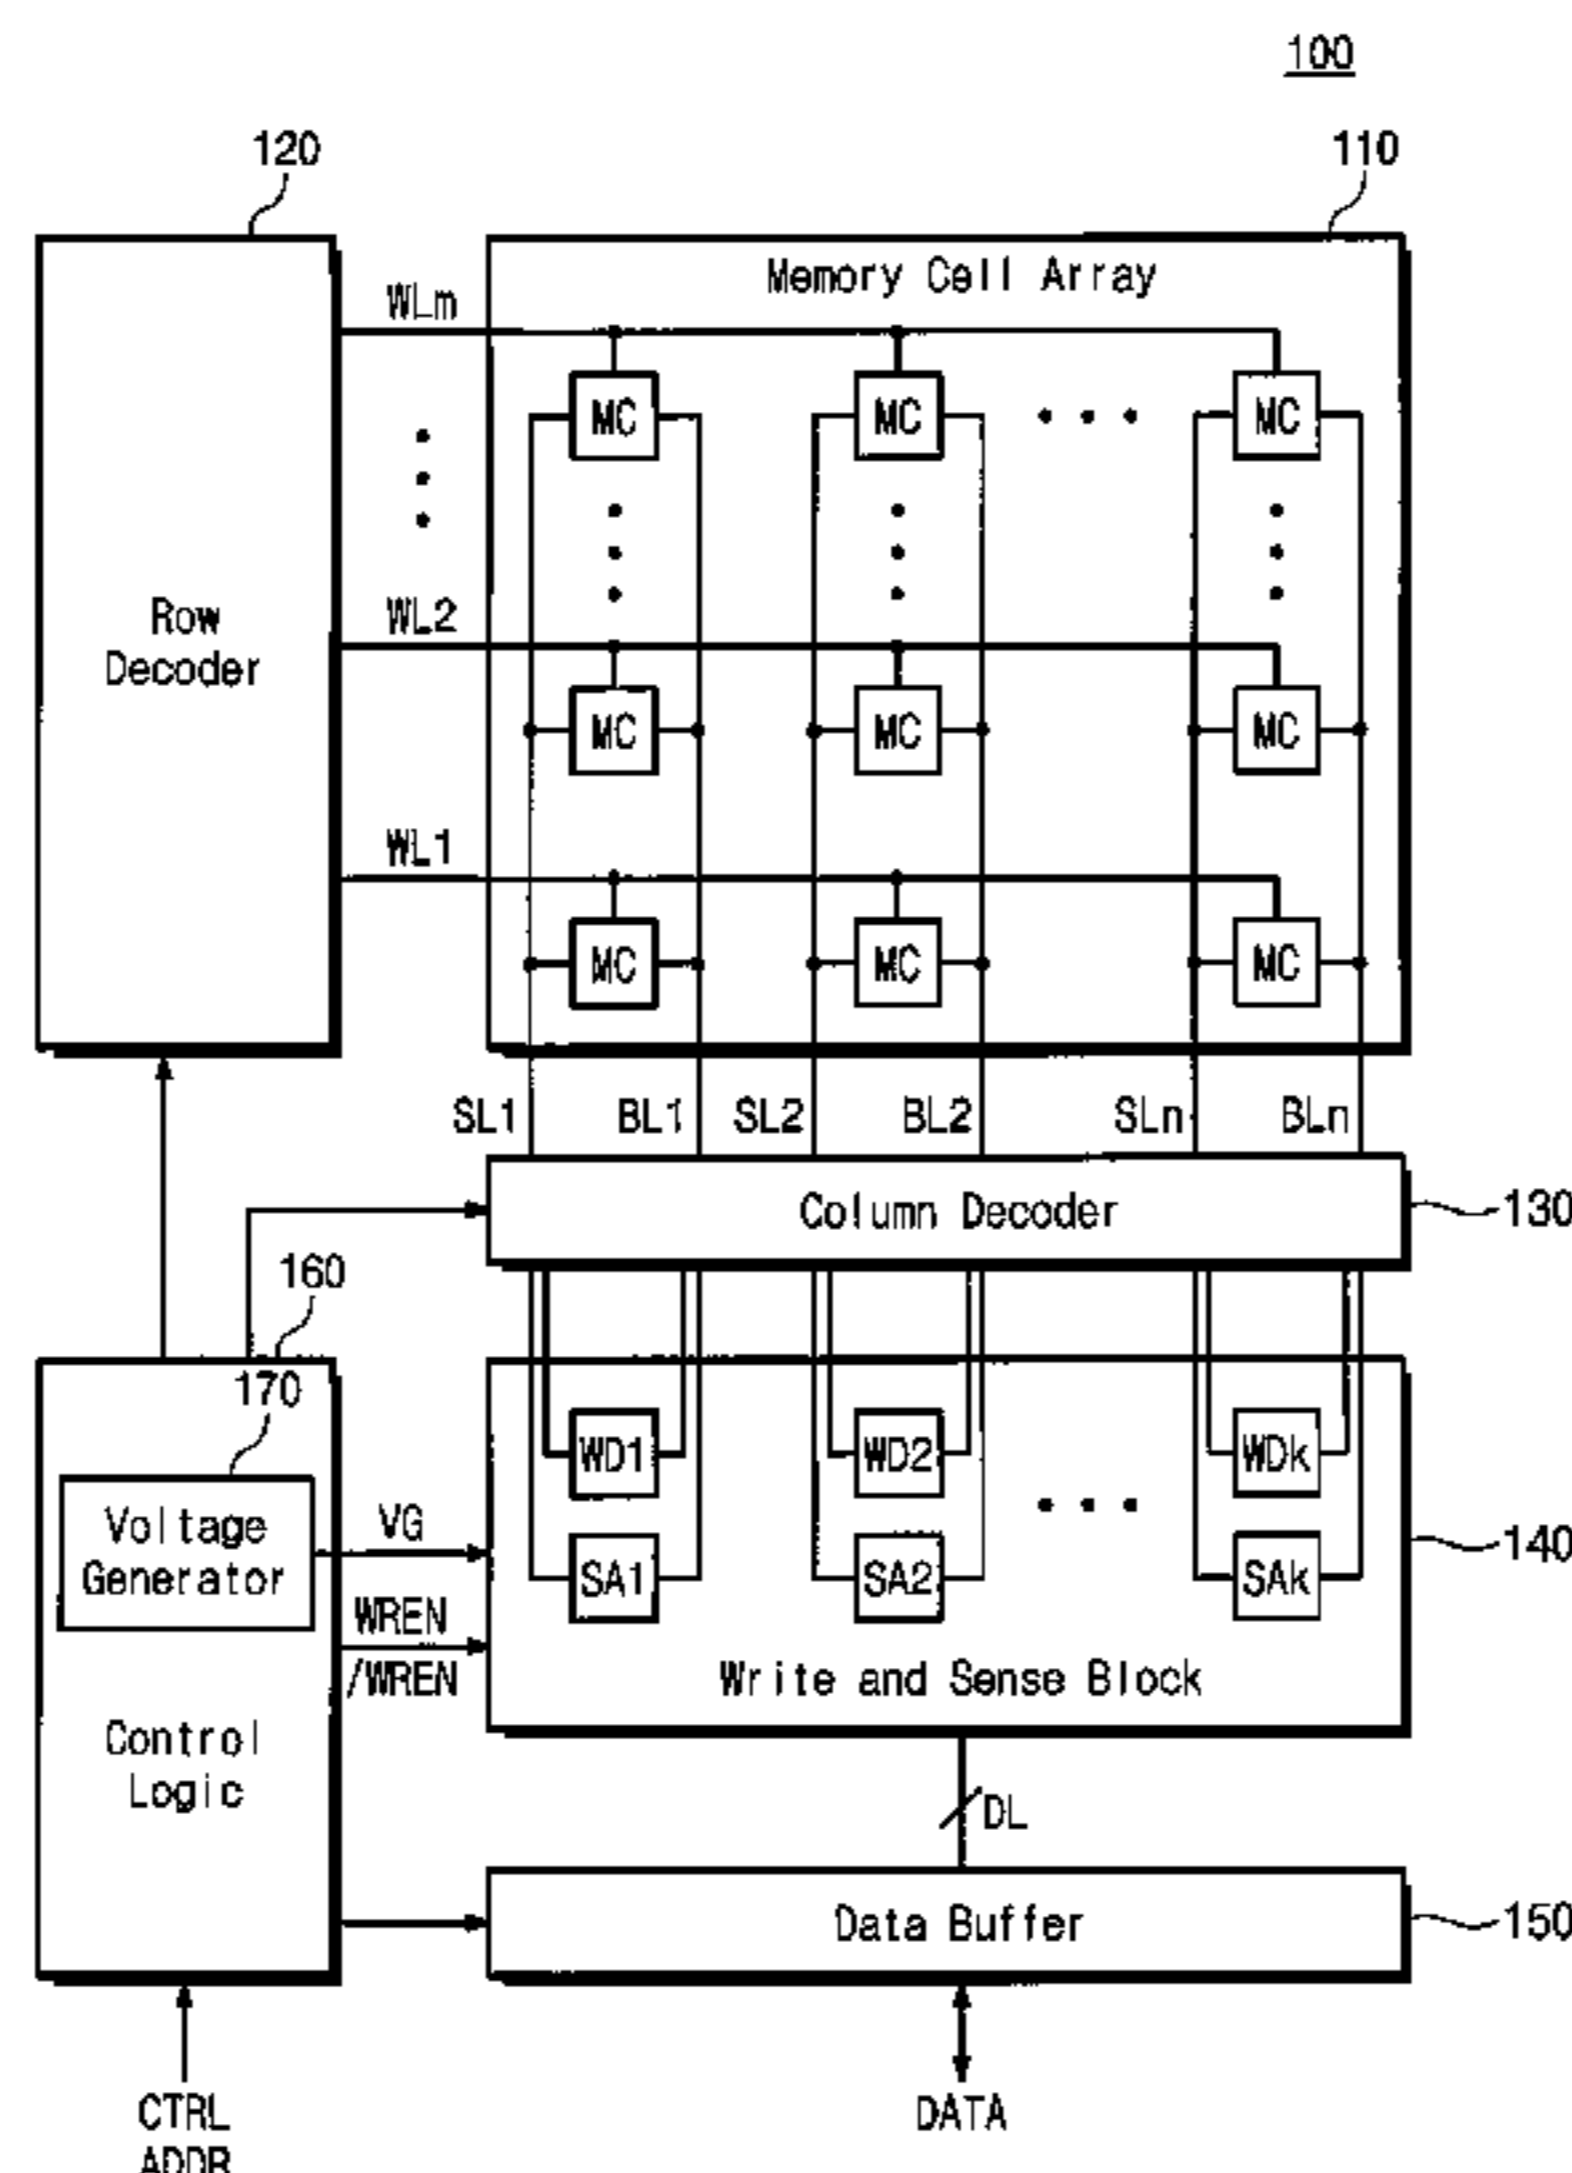 100
120
110
Memory Cell Array
WLm
MC MC MC
Row
Decoder
WL2
MC MC MC
WL1
MC MC MC
SL1 BL1 SL2 BL2 SLn BLn
Column Decoder
130
160
170
WD1 WD2 WDk
Voltage
Generator
VG
140
SA1 SA2 SAk
WREN
/WREN
Write and Sense Block
Control
Logic
DL
Data Buffer
150
CTRL
ADDR
DATA